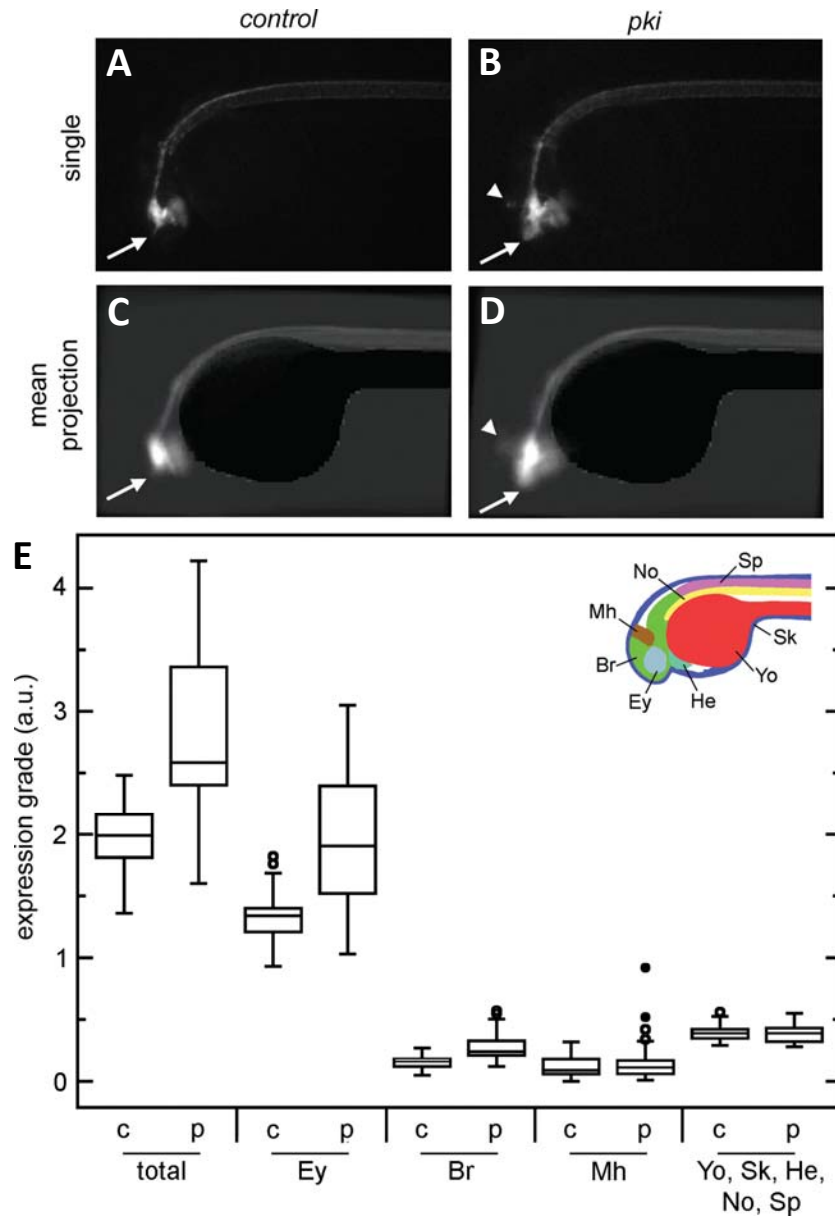 control pki
A B
single
C D
mean
projection
E
expression grade (a.u.)
4
3
2
1
0
No Sp
Mh
Br
Ey He Yo Sk
c p c p c p c p c p
total Ey Br Mh Yo, Sk, He,
No, Sp